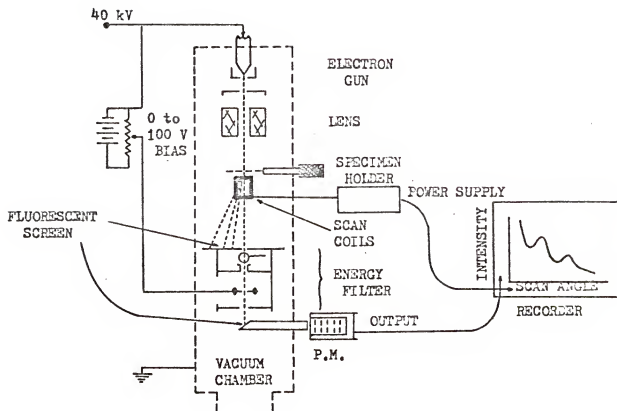 40 kV
ELECTRON
GUN
LENS
0 to
100 V
BIAS
SPECIMEN
HOLDER
POWER SUPPLY
SCAN
COILS
FLUORESCENT
SCREEN
INTENSITY
ENERGY
FILTER
SCAN ANGLE
RECORDER
OUTPUT
P.M.
VACUUM
CHAMBER